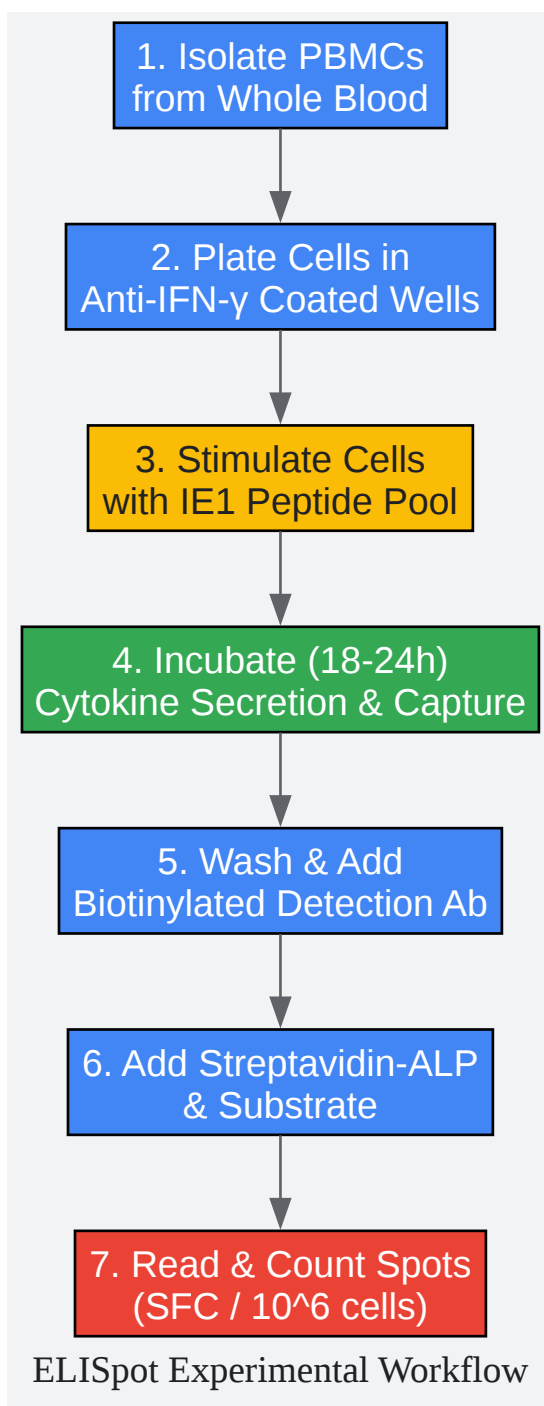 1. Isolate PBMCs
from Whole Blood
2. Plate Cells in
Anti-IFN-γ Coated Wells
3. Stimulate Cells
with IE1 Peptide Pool
4. Incubate (18-24h)
Cytokine Secretion & Capture
5. Wash & Add
Biotinylated Detection Ab
6. Add Streptavidin-ALP
& Substrate
7. Read & Count Spots
(SFC / 10^6 cells)
ELISpot Experimental Workflow